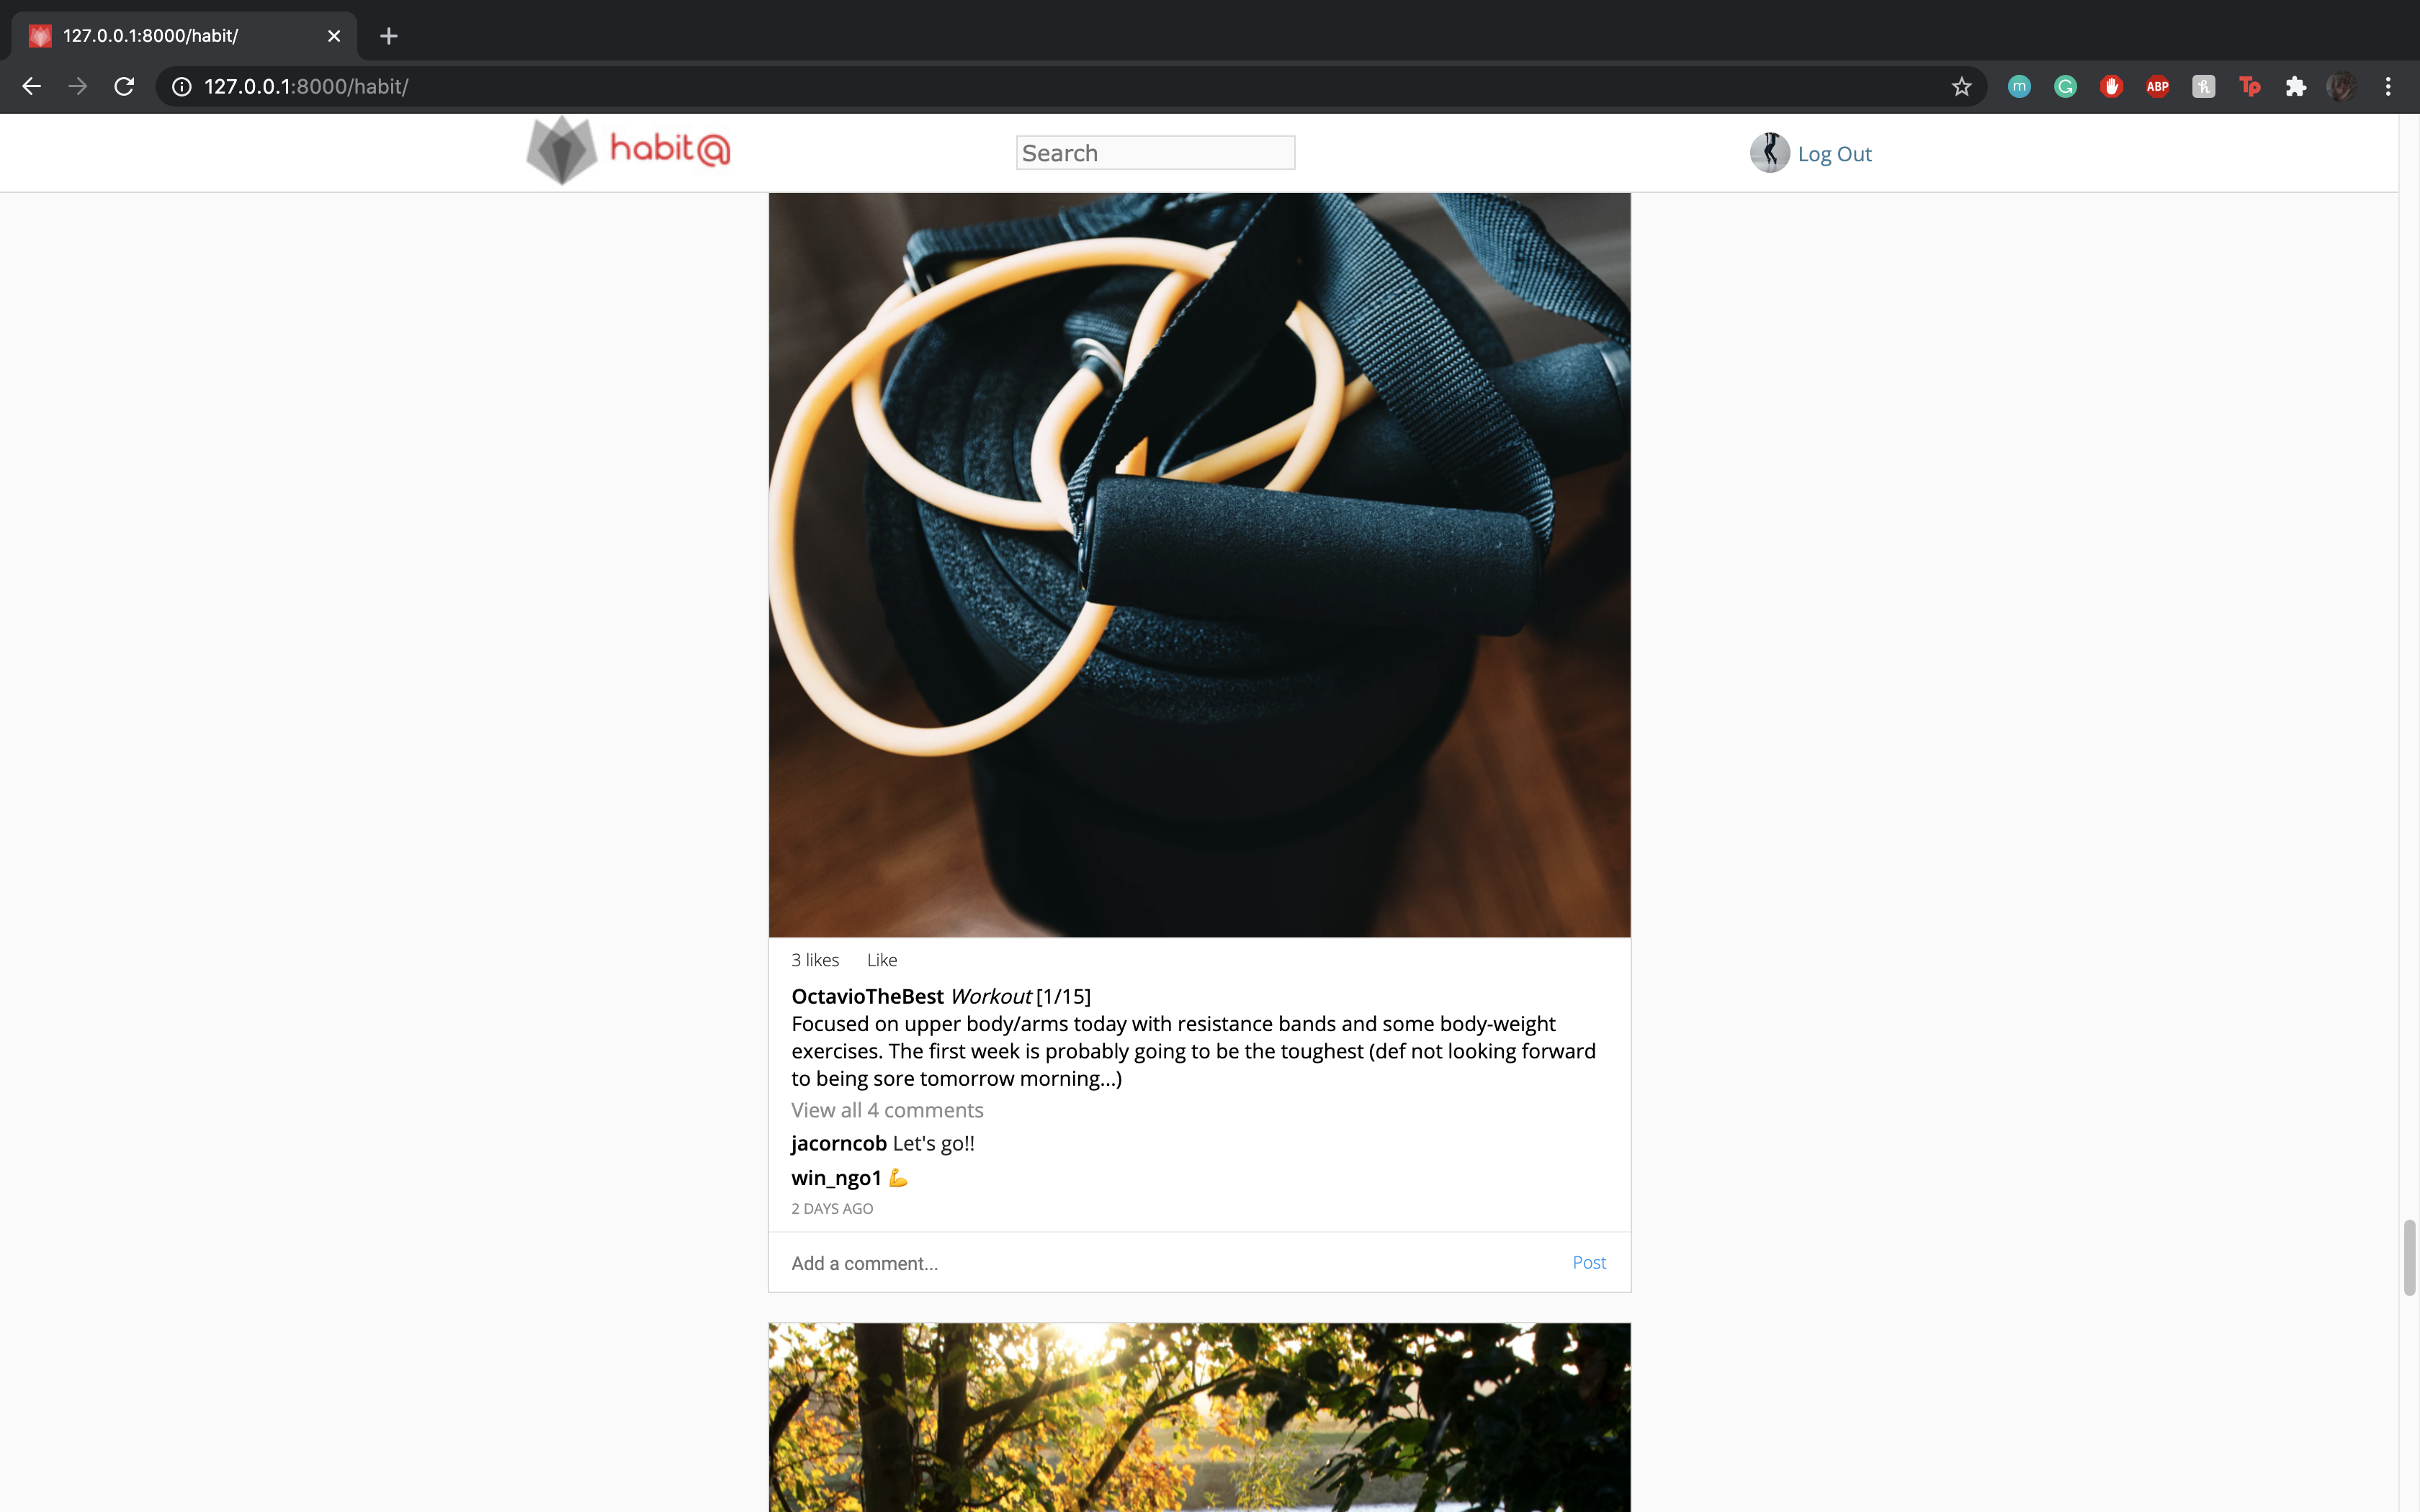 127.0.0.1:8000/habit/
127.0.0.1:8000/habit/
m
ABP
Tp
habit@
Search
Log Out
3 likes Like
OctavioTheBest Workout [1/15]
Focused on upper body/arms today with resistance bands and some body-weight
exercises. The first week is probably going to be the toughest (def not looking forward
to being sore tomorrow morning...)
View all 4 comments
jacorncob Let's go!!
win_ngo1 💪
2 DAYS AGO
Add a comment...
Post